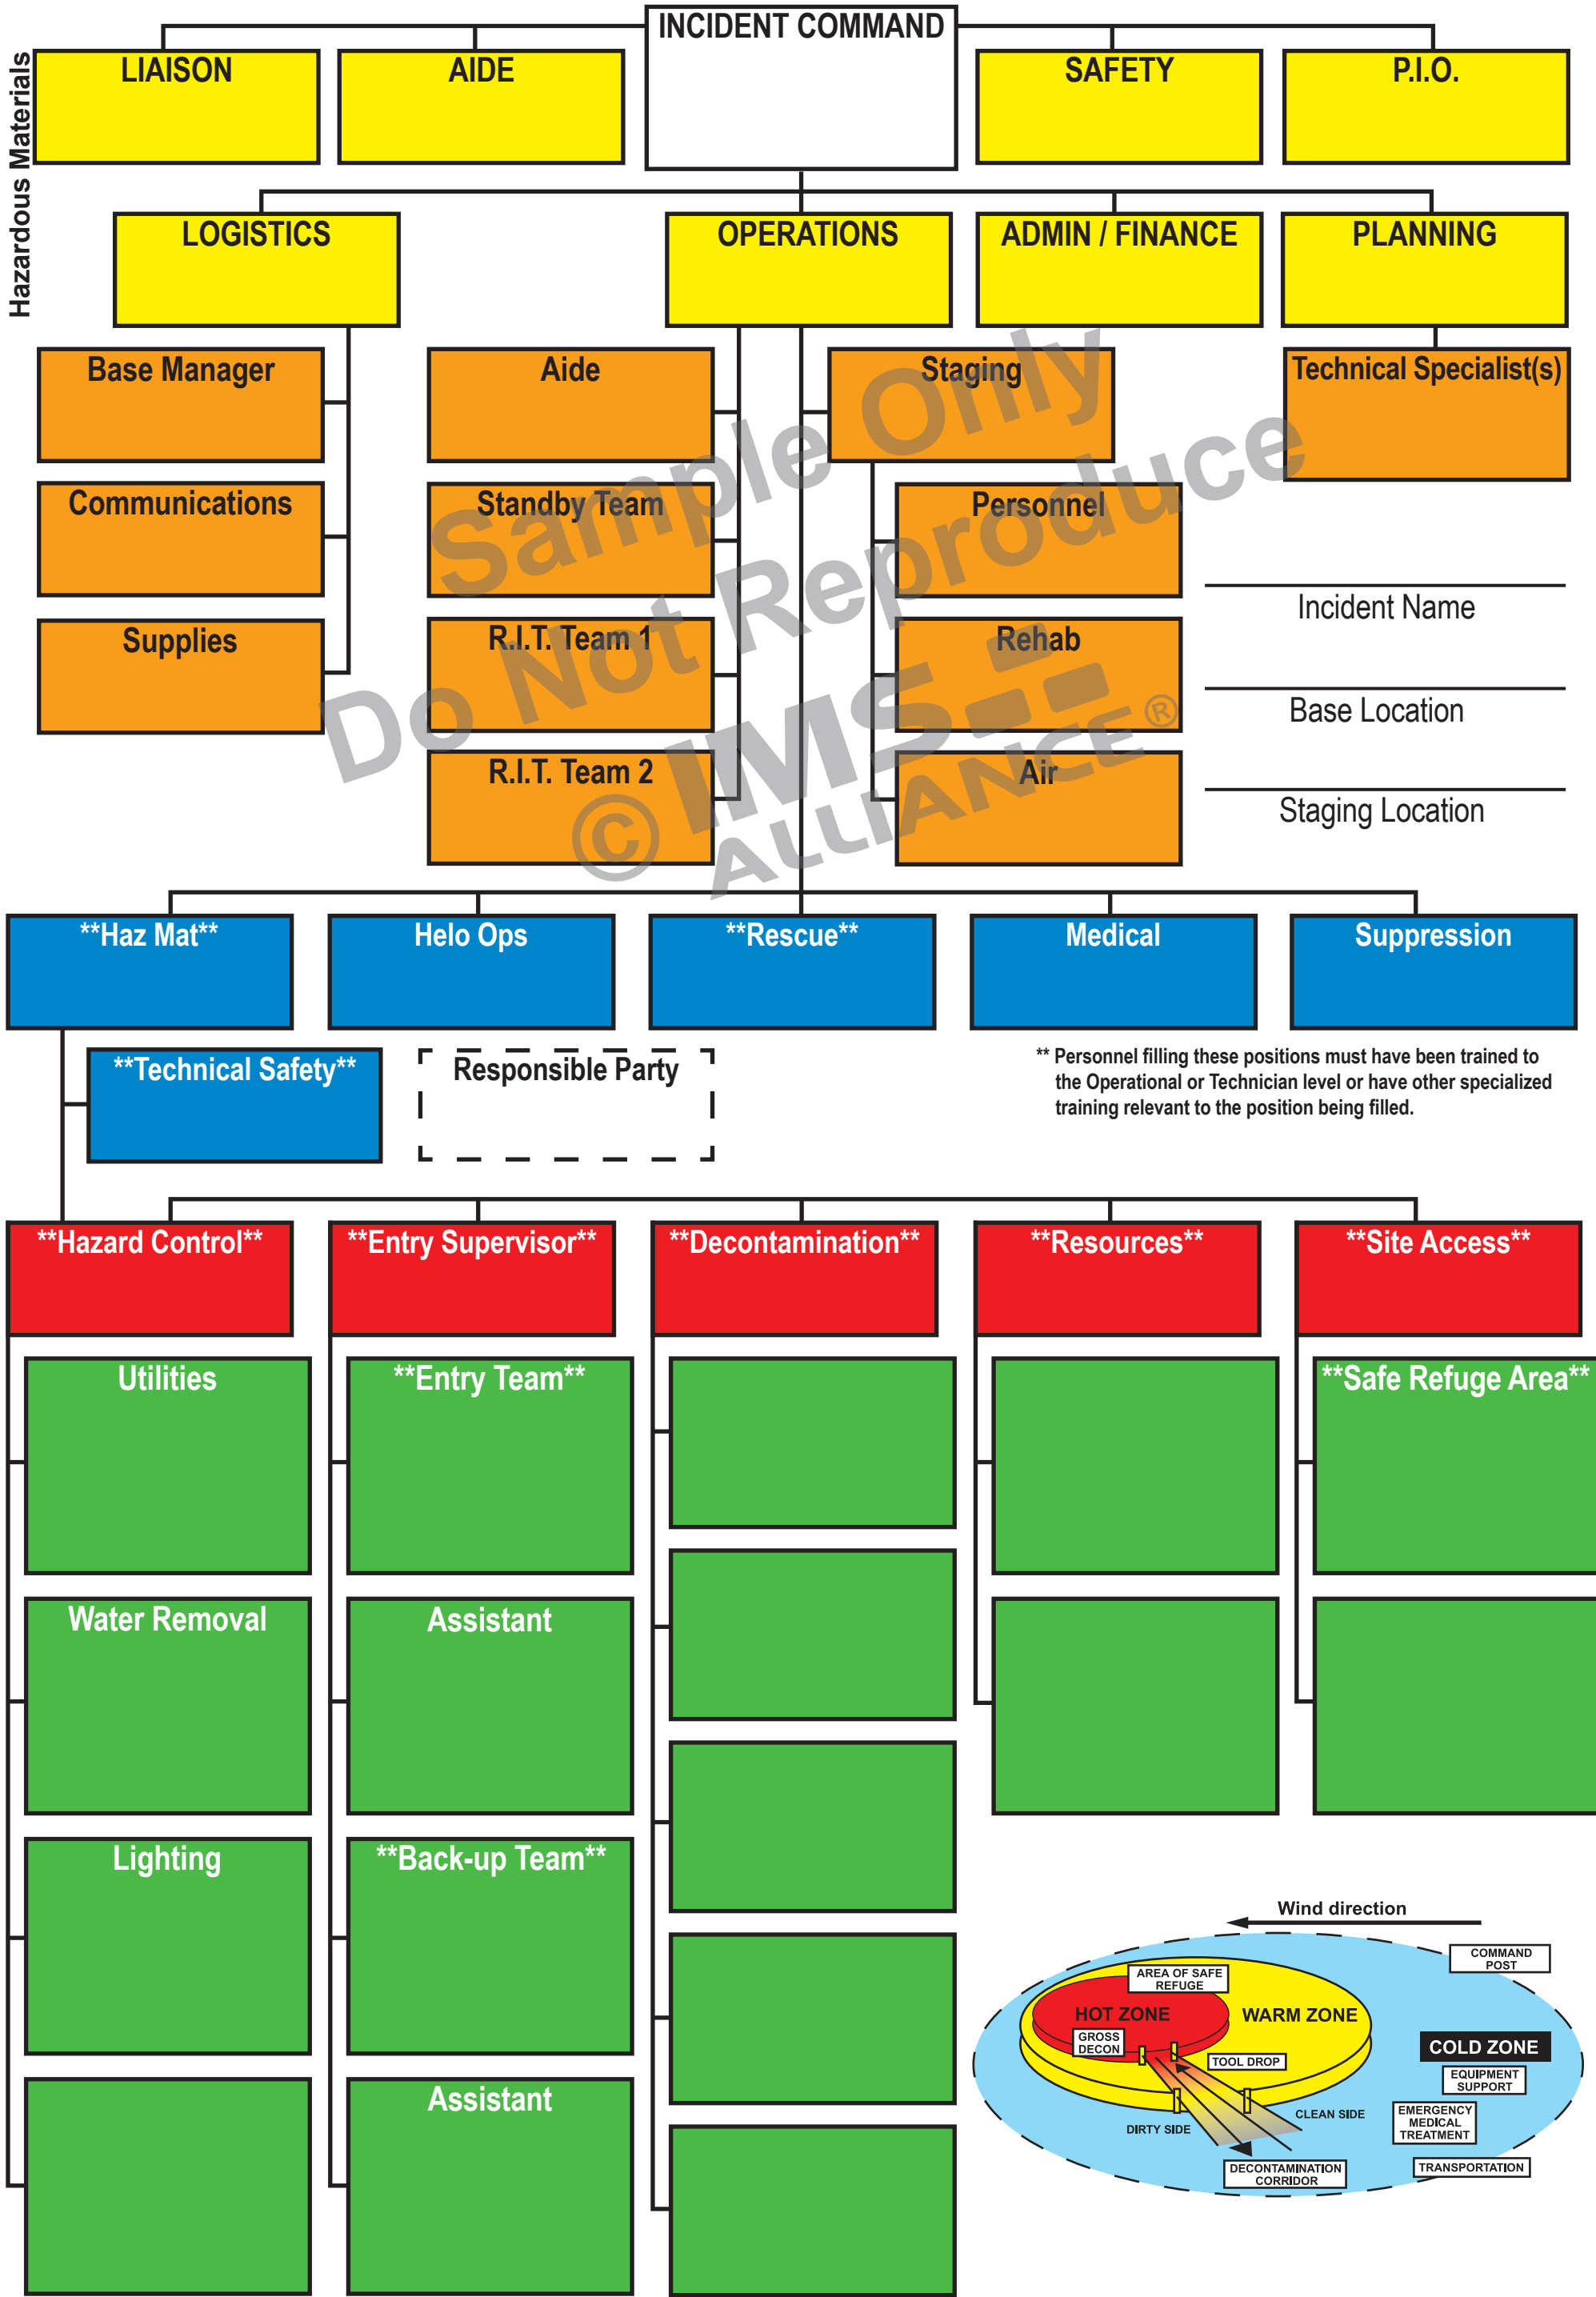 Hazardous Materials
INCIDENT COMMAND
LIAISON
AIDE
SAFETY
P.I.O.
LOGISTICS
OPERATIONS
ADMIN / FINANCE
PLANNING
Base Manager
Aide
Staging
Technical Specialist(s)
Communications
Standby Team
Personnel
Incident Name
Supplies
R.I.T. Team 1
Rehab
Base Location
R.I.T. Team 2
Air
Staging Location
Sample Only
Do Not Reproduce
© IMS
ALLIANCE®
**Haz Mat**
Helo Ops
**Rescue**
Medical
Suppression
**Technical Safety**
Responsible Party
** Personnel filling these positions must have been trained to
the Operational or Technician level or have other specialized
training relevant to the position being filled.
**Hazard Control**
**Entry Supervisor**
**Decontamination**
**Resources**
**Site Access**
Utilities
**Entry Team**
**Safe Refuge Area**
Water Removal
Assistant
Lighting
**Back-up Team**
Assistant
Wind direction
COMMAND
POST
AREA OF SAFE
REFUGE
HOT ZONE
WARM ZONE
GROSS
DECON
TOOL DROP
COLD ZONE
EQUIPMENT
SUPPORT
EMERGENCY
MEDICAL
TREATMENT
CLEAN SIDE
DIRTY SIDE
DECONTAMINATION
CORRIDOR
TRANSPORTATION